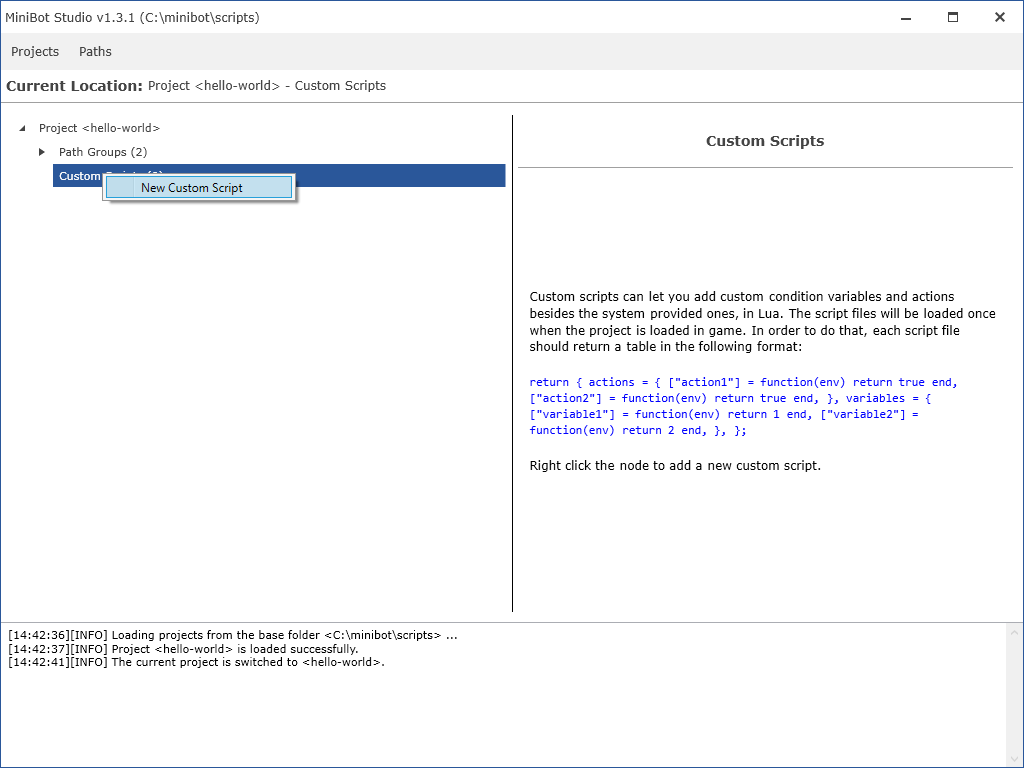 MiniBot Studio v1.3.1 (C:\minibot\scripts)
Projects Paths
Current Location: Project <hello-world> - Custom Scripts
Project <hello-world>
Path Groups (2)
Custom
New Custom Script
Custom Scripts
Custom scripts can let you add custom condition variables and actions
besides the system provided ones, in Lua. The script files will be loaded once
when the project is loaded in game. In order to do that, each script file
should return a table in the following format:
return { actions = { ["action1"] = function(env) return true end,
["action2"] = function(env) return true end, }, variables = {
["variable1"] = function(env) return 1 end, ["variable2"] =
function(env) return 2 end, }, };
Right click the node to add a new custom script.
[14:42:36][INFO] Loading projects from the base folder <C:\minibot\scripts> ...
[14:42:37][INFO] Project <hello-world> is loaded successfully.
[14:42:41][INFO] The current project is switched to <hello-world>.